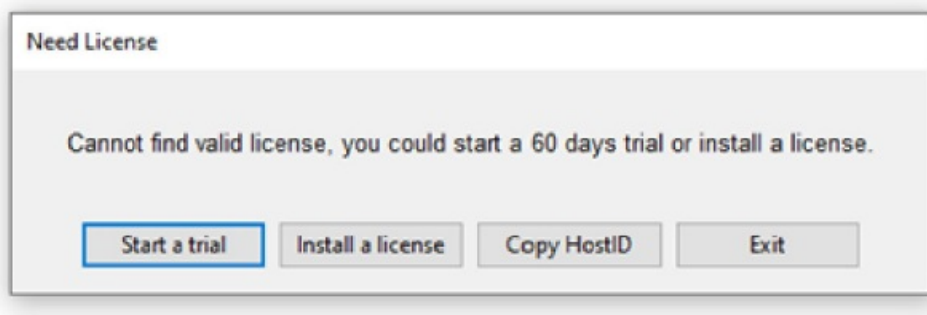 Need License
Cannot find valid license, you could start a 60 days trial or install a license.
Start a trial Install a license Copy HostID Exit